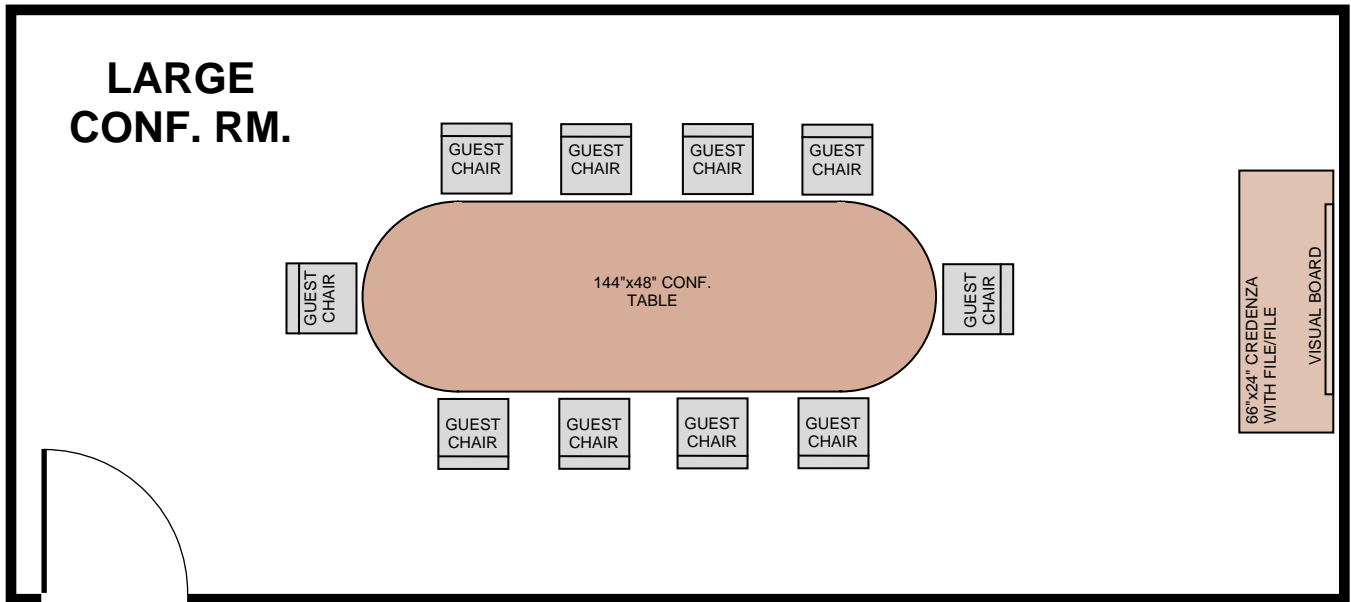 LARGE
CONF. RM.
GUEST
CHAIR
GUEST
CHAIR
GUEST
CHAIR
GUEST
CHAIR
GUEST
CHAIR
144"x48" CONF.
TABLE
GUEST
CHAIR
66"x24" CREDENZA
WITH FILE/FILE
VISUAL BOARD
GUEST
CHAIR
GUEST
CHAIR
GUEST
CHAIR
GUEST
CHAIR